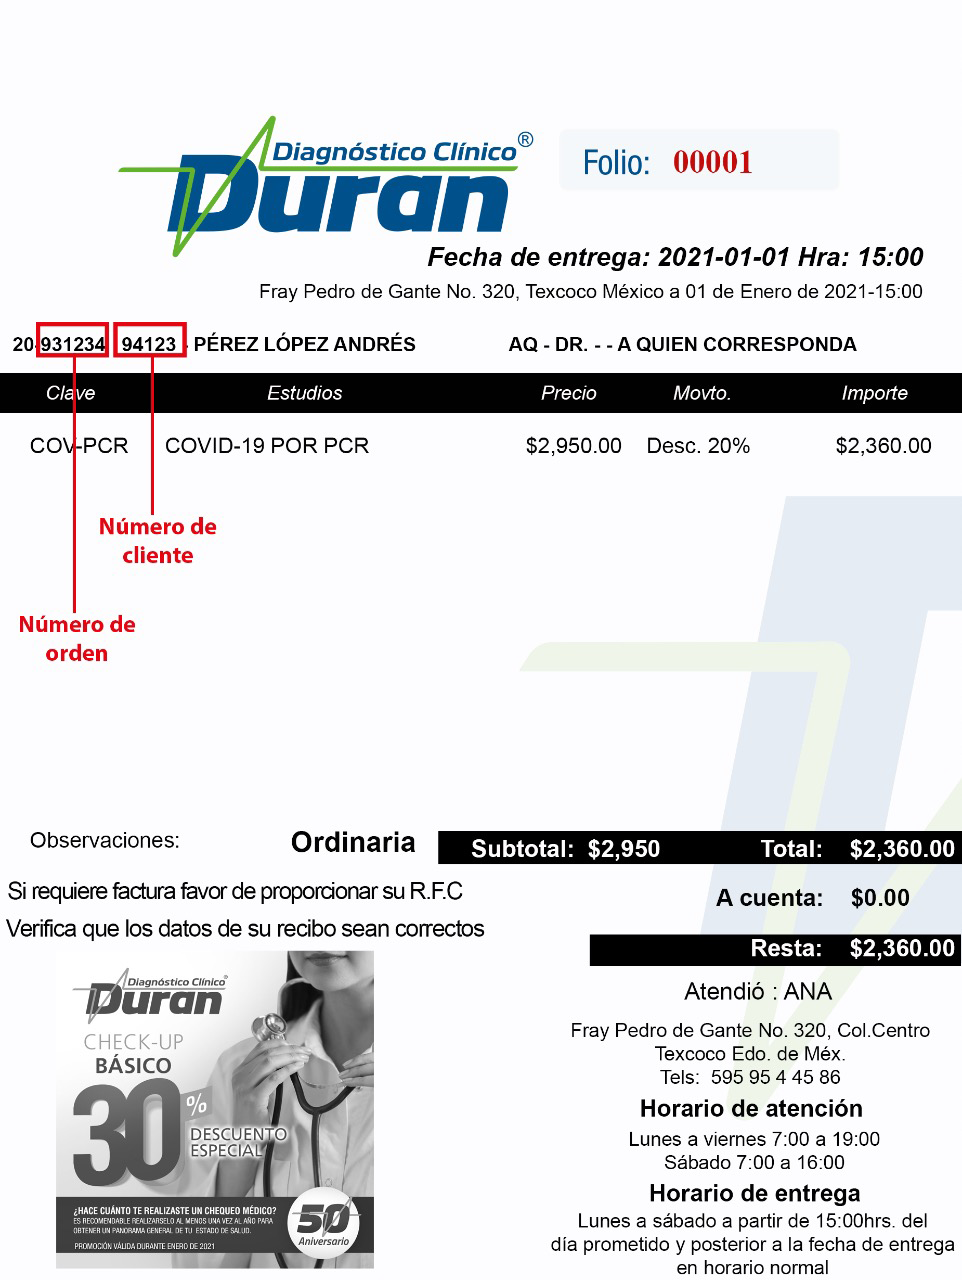 Diagnóstico Clínico®
Duran
Folio: 00001
Fecha de entrega: 2021-01-01 Hra: 15:00
Fray Pedro de Gante No. 320, Texcoco México a 01 de Enero de 2021-15:00
20-931234 94123 - PÉREZ LÓPEZ ANDRÉS AQ - DR. - - A QUIEN CORRESPONDA
Clave Estudios Precio Movto. Importe
COV-PCR COVID-19 POR PCR $2,950.00 Desc. 20% $2,360.00
Número de
cliente
Número de
orden
Observaciones: Ordinaria Subtotal: $2,950 Total: $2,360.00
Si requiere factura favor de proporcionar su R.F.C
A cuenta: $0.00
Verifica que los datos de su recibo sean correctos
Resta: $2,360.00
Diagnóstico Clínico®
Duran
CHECK-UP
BÁSICO
30%
DESCUENTO
ESPECIAL
¿HACE CUÁNTO TE REALIZASTE UN CHEQUEO MÉDICO?
ES RECOMENDABLE REALIZARSELO AL MENOS UNA VEZ AL AÑO PARA
OBTENER UN PANORAMA GENERAL DE TU ESTADO DE SALUD.
PROMOCIÓN VÁLIDA DURANTE ENERO DE 2021
50
Aniversario
Atendió : ANA
Fray Pedro de Gante No. 320, Col.Centro
Texcoco Edo. de Méx.
Tels: 595 95 4 45 86
Horario de atención
Lunes a viernes 7:00 a 19:00
Sábado 7:00 a 16:00
Horario de entrega
Lunes a sábado a partir de 15:00hrs. del
día prometido y posterior a la fecha de entrega
en horario normal